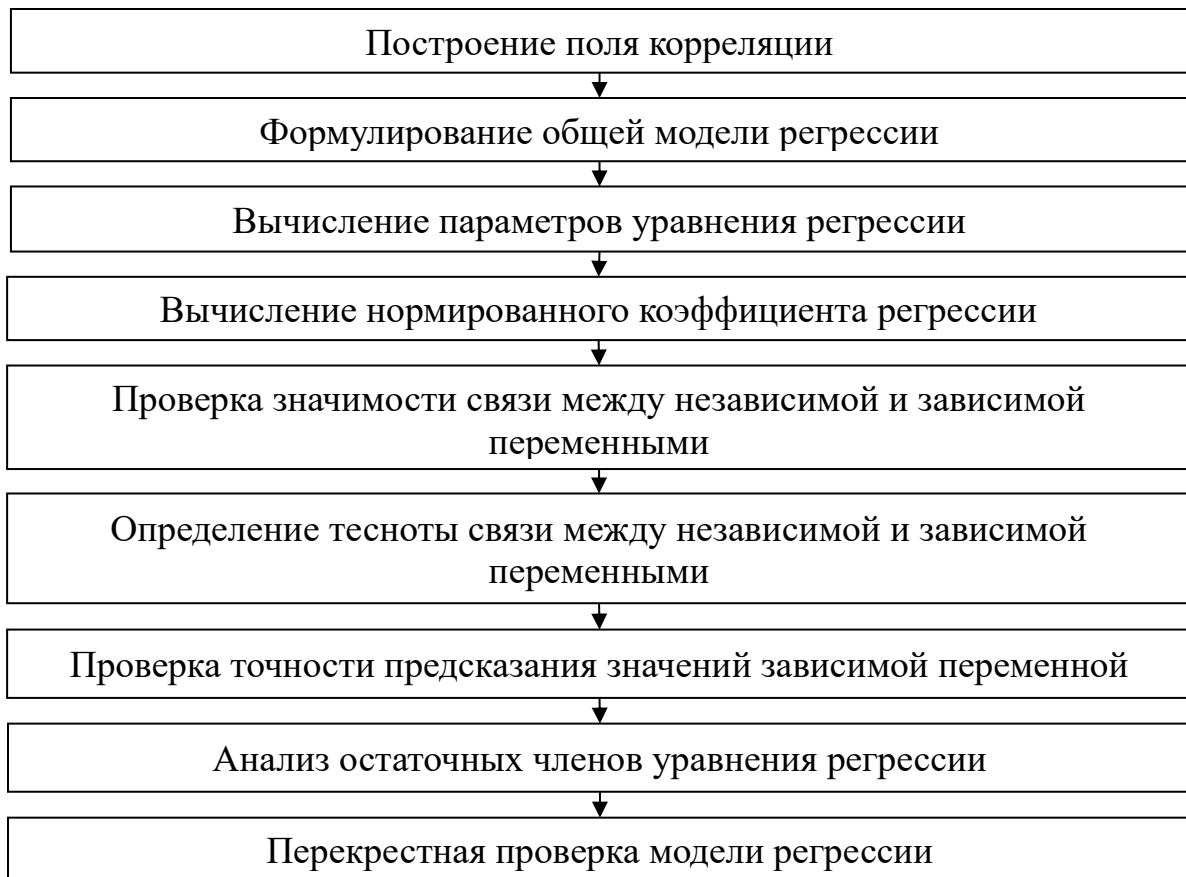 Построение поля корреляции
Формулирование общей модели регрессии
Вычисление параметров уравнения регрессии
Вычисление нормированного коэффициента регрессии
Проверка значимости связи между независимой и зависимой
переменными
Определение тесноты связи между независимой и зависимой
переменными
Проверка точности предсказания значений зависимой переменной
Анализ остаточных членов уравнения регрессии
Перекрестная проверка модели регрессии